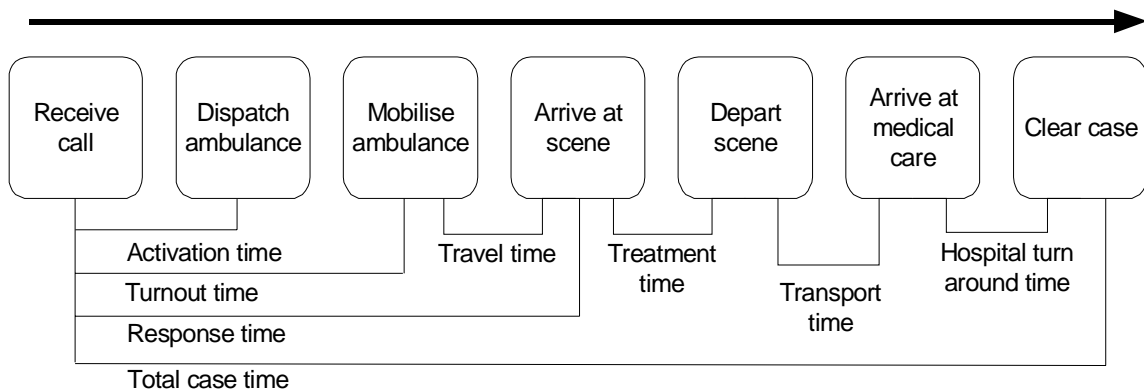 Receive
call
Dispatch
ambulance
Mobilise
ambulance
Arrive at
scene
Depart
scene
Arrive at
medical
care
Clear case
Activation time
Travel time
Treatment
time
Hospital turn
around time
Turnout time
Transport
time
Response time
Total case time